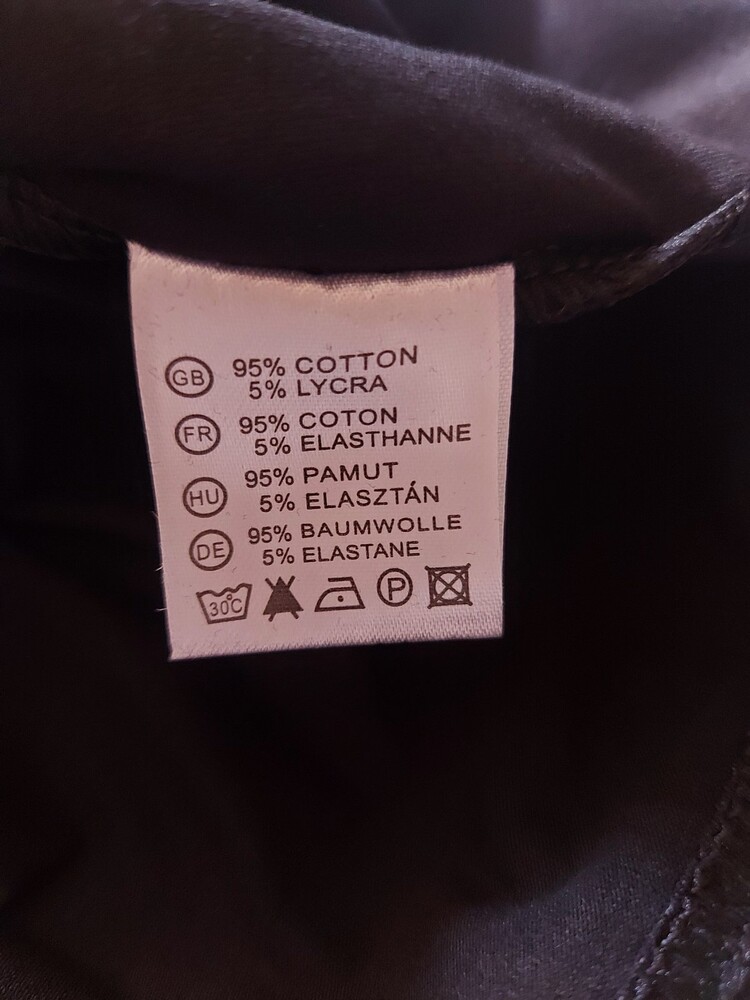 GB 95% COTTON
5% LYCRA
FR 95% COTON
5% ELASTHANNE
HU 95% PAMUT
5% ELASZTÁN
DE 95% BAUMWOLLE
5% ELASTANE
30°C P